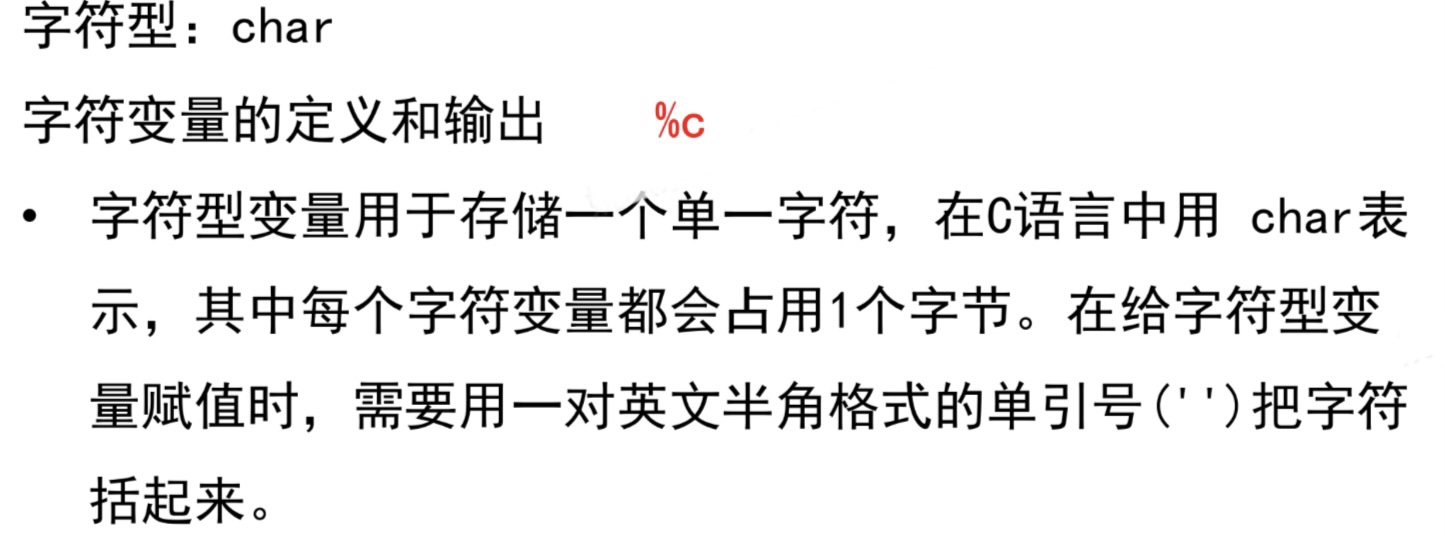 字符型：char
字符变量的定义和输出 %c
• 字符型变量用于存储一个单一字符，在C语言中用 char表
示，其中每个字符变量都会占用1个字节。在给字符型变
量赋值时，需要用一对英文半角格式的单引号('')把字符
括起来。